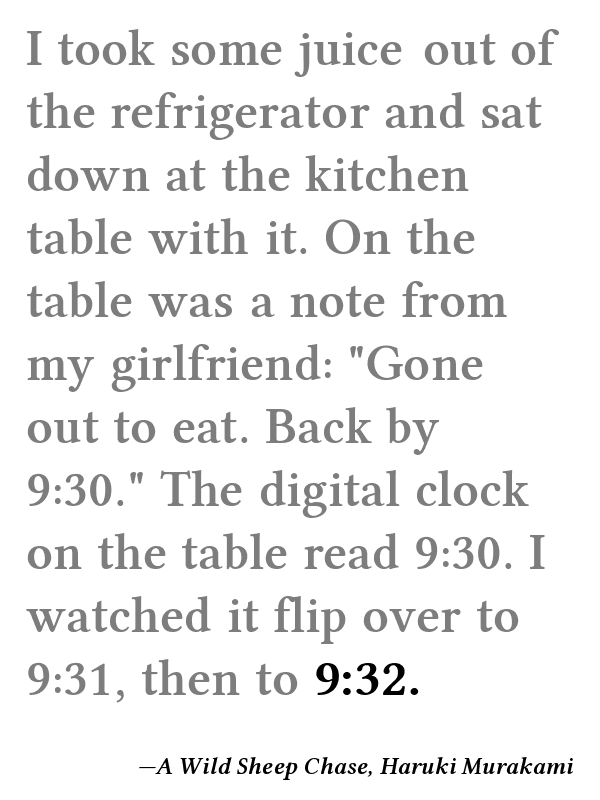 I took some juice out of
the refrigerator and sat
down at the kitchen
table with it. On the
table was a note from
my girlfriend: "Gone
out to eat. Back by
9:30." The digital clock
on the table read 9:30. I
watched it flip over to
9:31, then to 9:32.
—A Wild Sheep Chase, Haruki Murakami